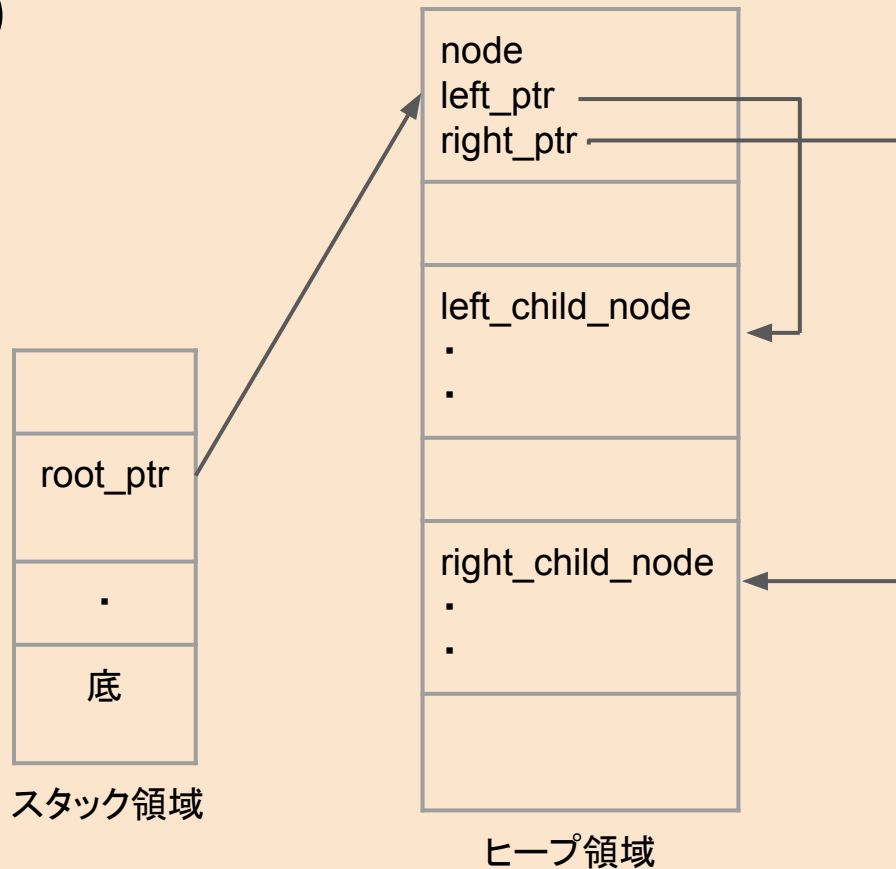 )
node
left_ptr
right_ptr
left_child_node
・
・
root_ptr
right_child_node
・
・
・
底
スタック領域
ヒープ領域